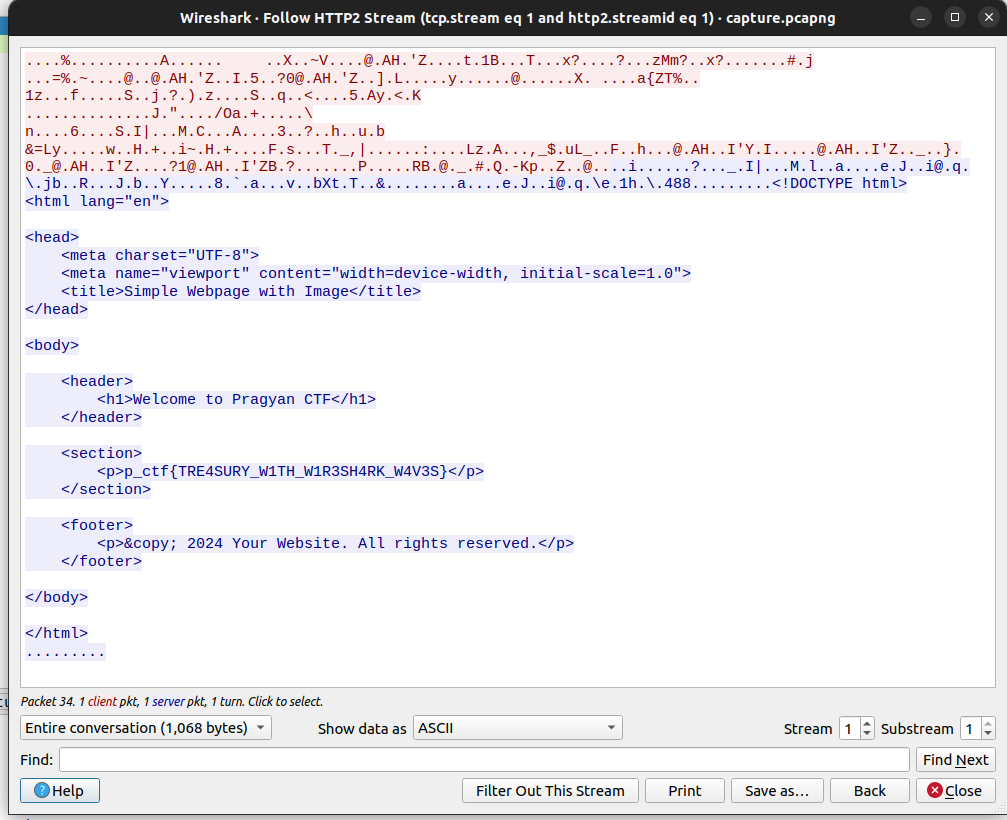 Wireshark · Follow HTTP2 Stream (tcp.stream eq 1 and http2.streamid eq 1) · capture.pcapng
....%..........A......     ..X..~V....@.AH.'Z....t.1B...T...x?....?...zMm?..x?.......#.j
...=%.~....@..@.AH.'Z..I.5..?0@.AH.'Z..].L.....y......@......X. ....a{ZT%..
1z...f.....S..j.?.).z....S..q..<....5.Ay.<.K
..............J."..../Oa.+.....\
n....6....S.I|...M.C...A....3..?..h..u.b
&=Ly.....w..H.+..i~.H.+....F.s...T._,|......:....Lz.A...,_$.uL_..F..h...@.AH..I'Y.I.....@.AH..I'Z.._..}.
0._@.AH..I'Z....?1@.AH..I'ZB.?.......P.....RB.@._.#.Q.-Kp..Z..@....i......?..._.I|...M.l..a....e.J..i@.q.
\.jb..R...J.b..Y.....8.`.a...v..bXt.T..&........a....e.J..i@.q.\e.1h.\.488.........<!DOCTYPE html>
<html lang="en">
<head>
    <meta charset="UTF-8">
    <meta name="viewport" content="width=device-width, initial-scale=1.0">
    <title>Simple Webpage with Image</title>
</head>
<body>
    <header>
        <h1>Welcome to Pragyan CTF</h1>
    </header>
    <section>
        <p>p_ctf{TRE4SURY_W1TH_W1R3SH4RK_W4V3S}</p>
    </section>
    <footer>
        <p>&copy; 2024 Your Website. All rights reserved.</p>
    </footer>
</body>
</html>
.........
Packet 34. 1 client pkt, 1 server pkt, 1 turn. Click to select.
Entire conversation (1,068 bytes) Show data as ASCII Stream 1 Substream 1
Find: Find Next
Help Filter Out This Stream Print Save as… Back Close